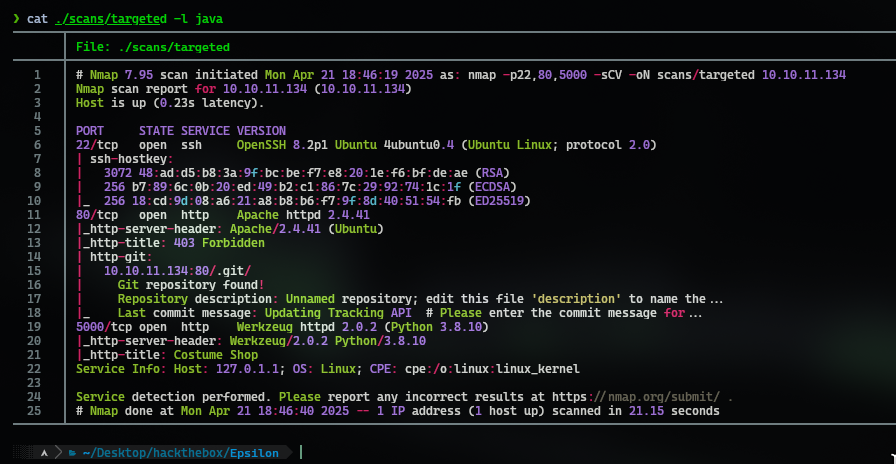 ❯ cat ./scans/targeted -l java
File: ./scans/targeted
1 # Nmap 7.95 scan initiated Mon Apr 21 18:46:19 2025 as: nmap -p22,80,5000 -sCV -oN scans/targeted 10.10.11.134
2 Nmap scan report for 10.10.11.134 (10.10.11.134)
3 Host is up (0.23s latency).
4
5 PORT     STATE SERVICE VERSION
6 22/tcp   open  ssh     OpenSSH 8.2p1 Ubuntu 4ubuntu0.4 (Ubuntu Linux; protocol 2.0)
7 | ssh-hostkey:
8 |   3072 48:ad:d5:b8:3a:9f:bc:be:f7:e8:20:1e:f6:bf:de:ae (RSA)
9 |   256 b7:89:6c:0b:20:ed:49:b2:c1:86:7c:29:92:74:1c:1f (ECDSA)
10 |_  256 18:cd:9d:08:a6:21:a8:b8:b6:f7:9f:8d:40:51:54:fb (ED25519)
11 80/tcp   open  http    Apache httpd 2.4.41
12 |_http-server-header: Apache/2.4.41 (Ubuntu)
13 |_http-title: 403 Forbidden
14 | http-git:
15 |   10.10.11.134:80/.git/
16 |     Git repository found!
17 |     Repository description: Unnamed repository; edit this file 'description' to name the...
18 |_    Last commit message: Updating Tracking API  # Please enter the commit message for...
19 5000/tcp open  http    Werkzeug httpd 2.0.2 (Python 3.8.10)
20 |_http-server-header: Werkzeug/2.0.2 Python/3.8.10
21 |_http-title: Costume Shop
22 Service Info: Host: 127.0.1.1; OS: Linux; CPE: cpe:/o:linux:linux_kernel
23
24 Service detection performed. Please report any incorrect results at https://nmap.org/submit/ .
25 # Nmap done at Mon Apr 21 18:46:40 2025 -- 1 IP address (1 host up) scanned in 21.15 seconds
~/Desktop/hackthebox/Epsilon